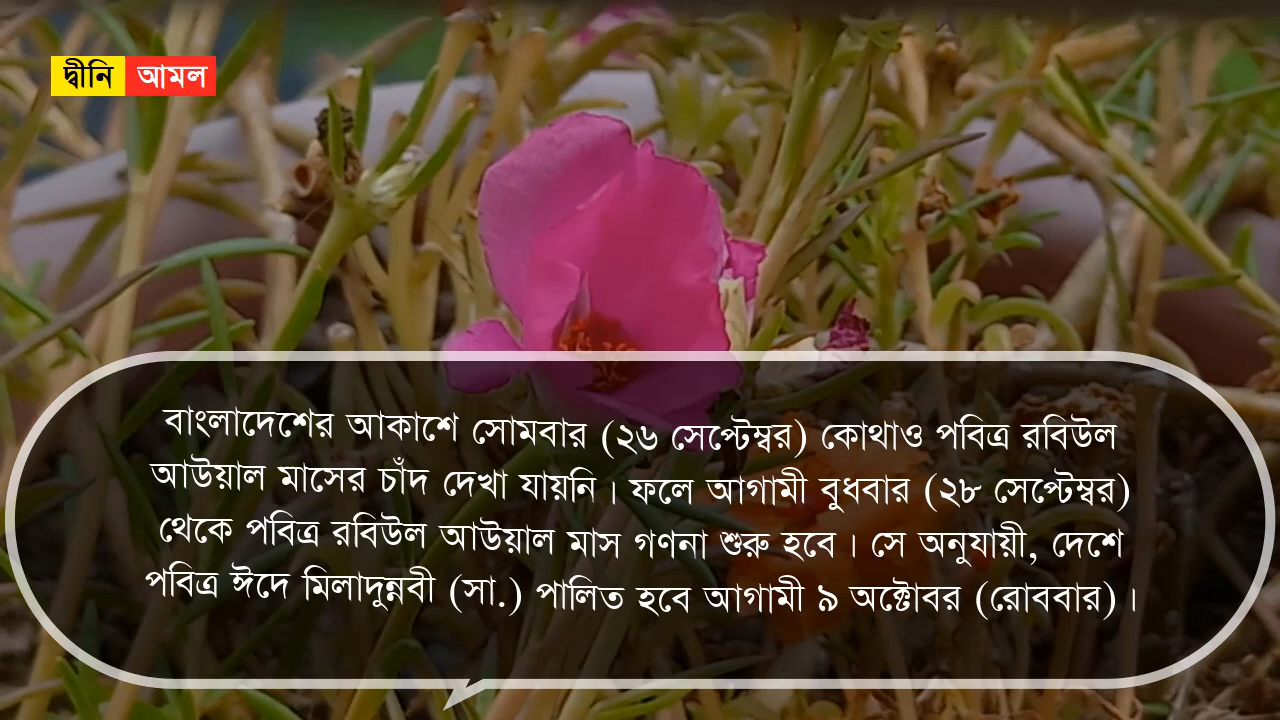 দ্বীনি আমল
বাংলাদেশের আকাশে সোমবার (২৬ সেপ্টেম্বর) কোথাও পবিত্র রবিউল
আউয়াল মাসের চাঁদ দেখা যায়নি। ফলে আগামী বুধবার (২৮ সেপ্টেম্বর)
থেকে পবিত্র রবিউল আউয়াল মাস গণনা শুরু হবে। সে অনুযায়ী, দেশে
পবিত্র ঈদে মিলাদুন্নবী (সা.) পালিত হবে আগামী ৯ অক্টোবর (রোববার)।